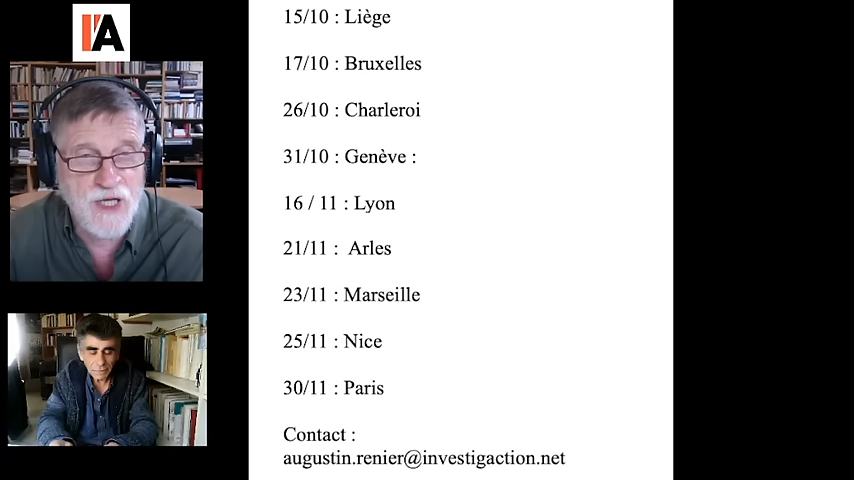 IA
15/10 : Liège
17/10 : Bruxelles
26/10 : Charleroi
31/10 : Genève :
16 / 11 : Lyon
21/11 :  Arles
23/11 : Marseille
25/11 : Nice
30/11 : Paris
Contact :
augustin.renier@investigaction.net